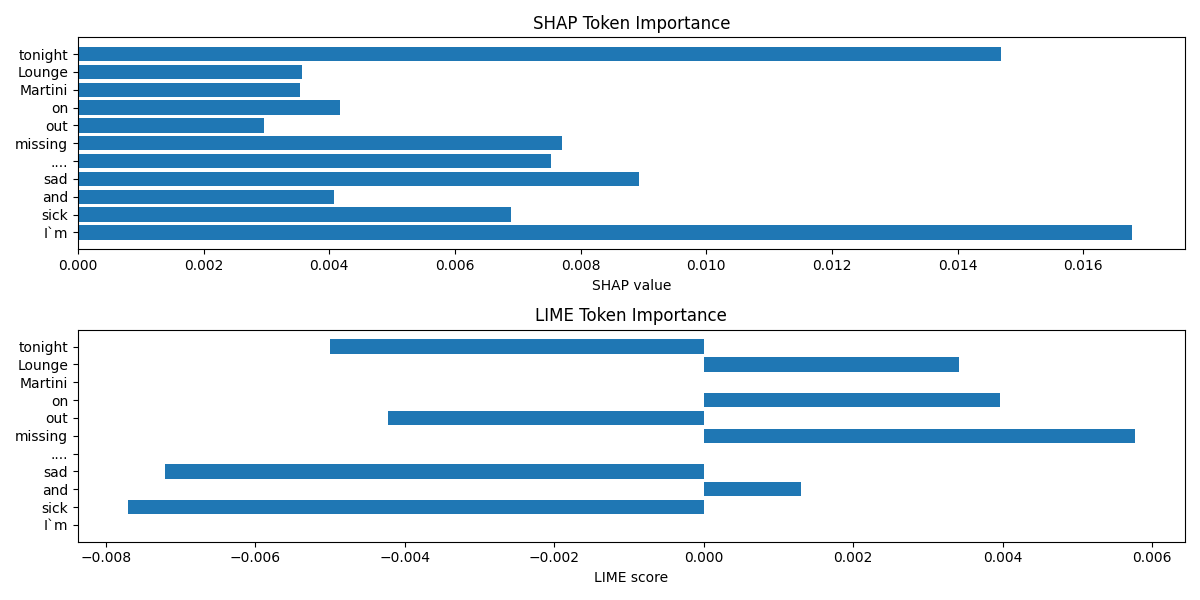 SHAP Token Importance
tonight
Lounge
Martini
on
out
missing
....
sad
and
sick
I`m
0.000 0.002 0.004 0.006 0.008 0.010 0.012 0.014 0.016
SHAP value
LIME Token Importance
tonight
Lounge
Martini
on
out
missing
....
sad
and
sick
I`m
−0.008 −0.006 −0.004 −0.002 0.000 0.002 0.004 0.006
LIME score